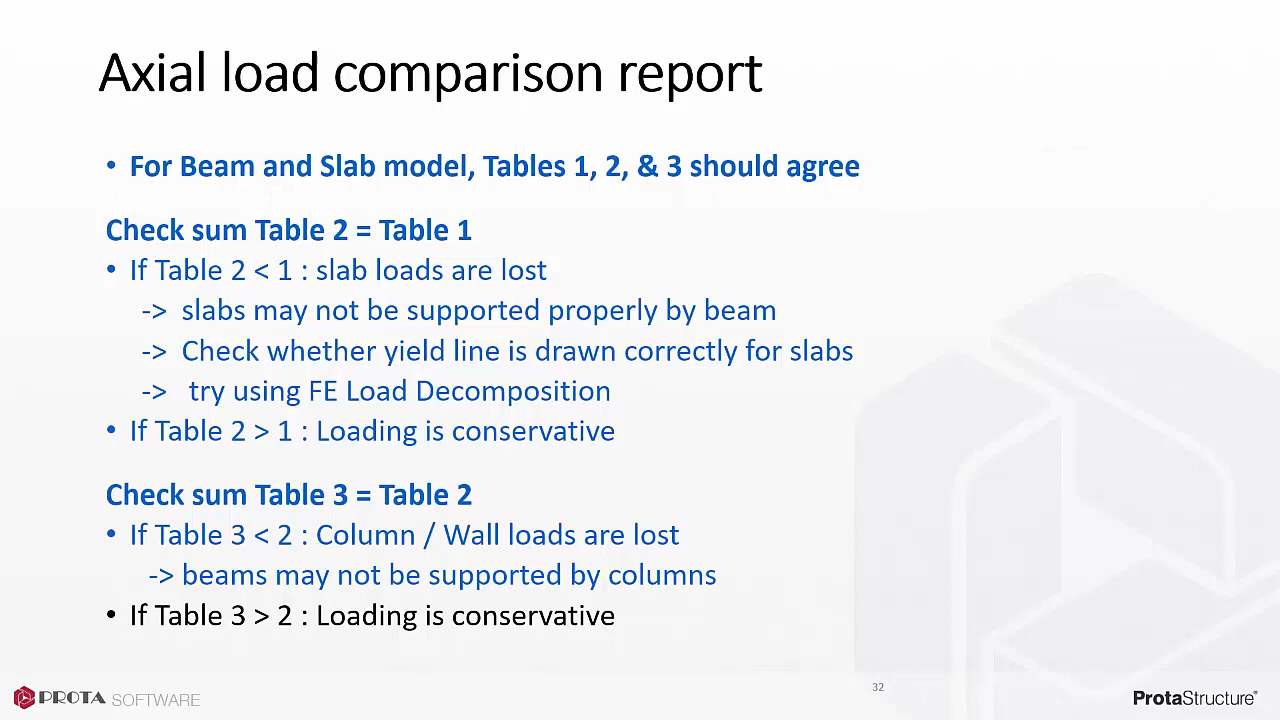 Axial load comparison report
• For Beam and Slab model, Tables 1, 2, & 3 should agree
Check sum Table 2 = Table 1
• If Table 2 < 1 : slab loads are lost
-> slabs may not be supported properly by beam
-> Check whether yield line is drawn correctly for slabs
-> try using FE Load Decomposition
• If Table 2 > 1 : Loading is conservative
Check sum Table 3 = Table 2
• If Table 3 < 2 : Column / Wall loads are lost
-> beams may not be supported by columns
• If Table 3 > 2 : Loading is conservative
PROTA SOFTWARE
32
ProtaStructure®